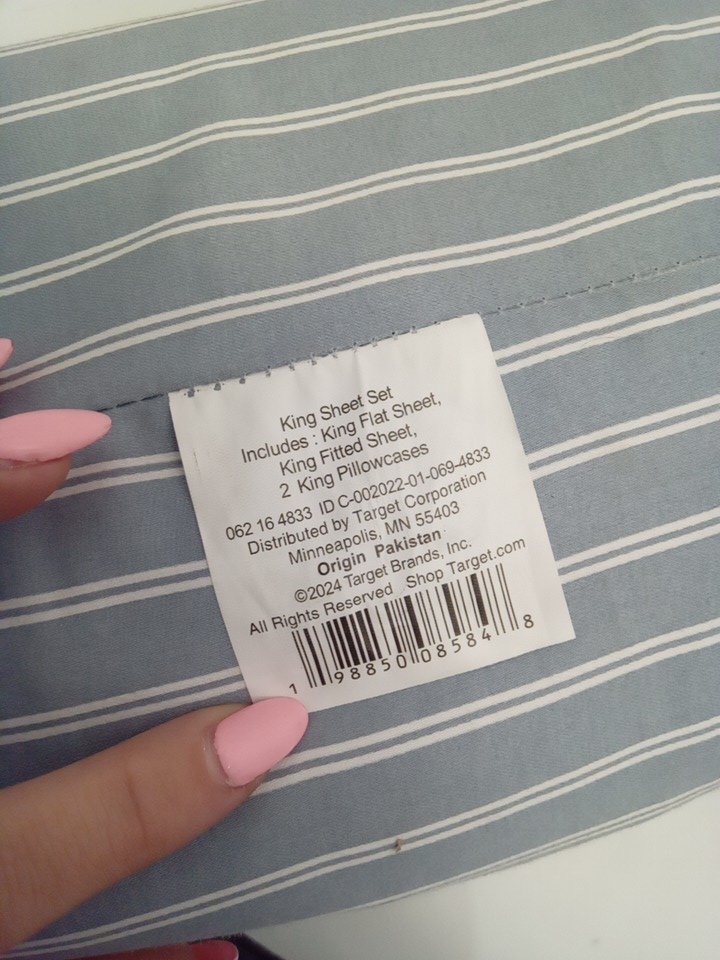 King Sheet Set
Includes : King Flat Sheet,
King Fitted Sheet,
2 King Pillowcases
062 16 4833 ID C-002022-01-069-4833
Distributed by Target Corporation
Minneapolis, MN 55403
Origin Pakistan
©2024 Target Brands, Inc.
All Rights Reserved Shop Target.com
1 98850 08584 8